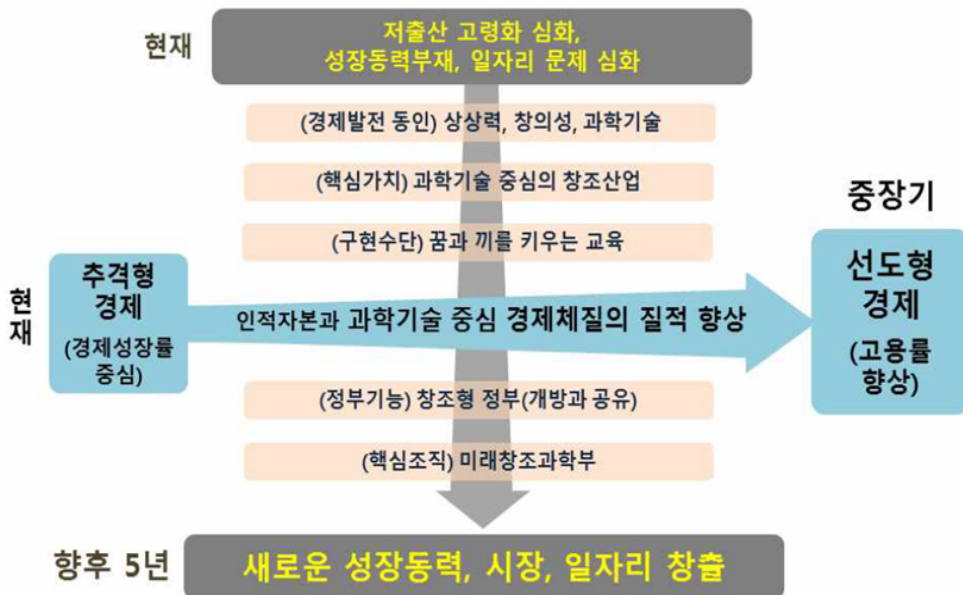 현재
저출산 고령화 심화,
성장동력부재, 일자리 문제 심화
(경제발전 동인) 상상력, 창의성, 과학기술
(핵심가치) 과학기술 중심의 창조산업
(구현수단) 꿈과 끼를 키우는 교육
현
재
추격형
경제
(경제성장률
중심)
인적자본과 과학기술 중심 경제체질의 질적 향상
중장기
선도형
경제
(고용률
향상)
(정부기능) 창조형 정부(개방과 공유)
(핵심조직) 미래창조과학부
향후 5년
새로운 성장동력, 시장, 일자리 창출